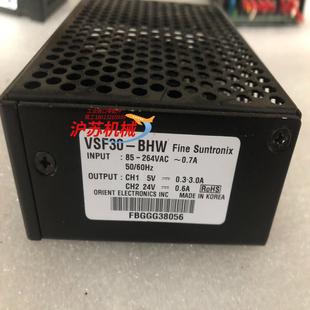 沪苏机械
VSF30-BHW Fine Suntronix
INPUT : 85-264VAC ~0.7A
50/60Hz
OUTPUT : CH1 5V ⎓ 0.3-3.0A
CH2 24V ⎓ 0.6A RoHS
ORIENT ELECTRONICS INC MADE IN KOREA
FBGGG38056